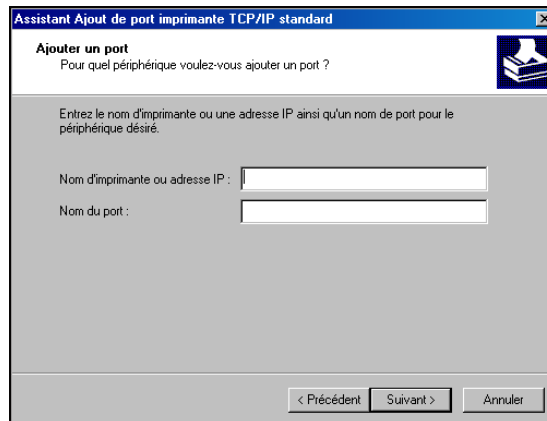 Assistant Ajout de port imprimante TCP/IP standard
Ajouter un port
Pour quel périphérique voulez-vous ajouter un port ?
Entrez le nom d'imprimante ou une adresse IP ainsi qu'un nom de port pour le
périphérique désiré.
Nom d'imprimante ou adresse IP :
Nom du port :
< Précédent Suivant > Annuler